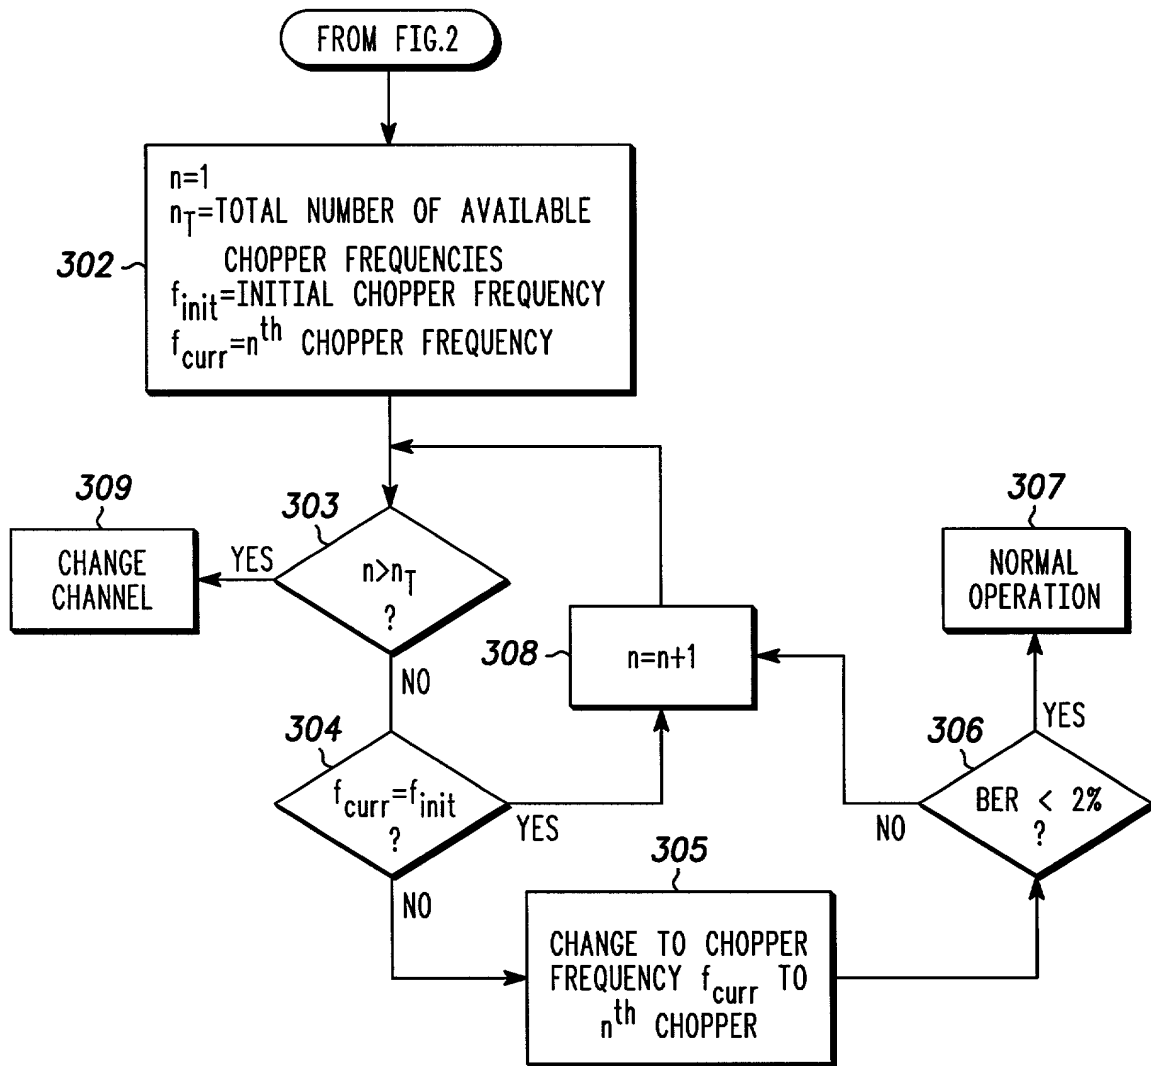 FROM FIG.2
n=1
nT=TOTAL NUMBER OF AVAILABLE
CHOPPER FREQUENCIES
finit=INITIAL CHOPPER FREQUENCY
fcurr=nth CHOPPER FREQUENCY
302
309
CHANGE
CHANNEL
YES
303
n>nT
?
NO
304
fcurr=finit
?
YES
NO
305
CHANGE TO CHOPPER
FREQUENCY fcurr TO
nth CHOPPER
308
n=n+1
307
NORMAL
OPERATION
YES
306
BER < 2%
?
NO